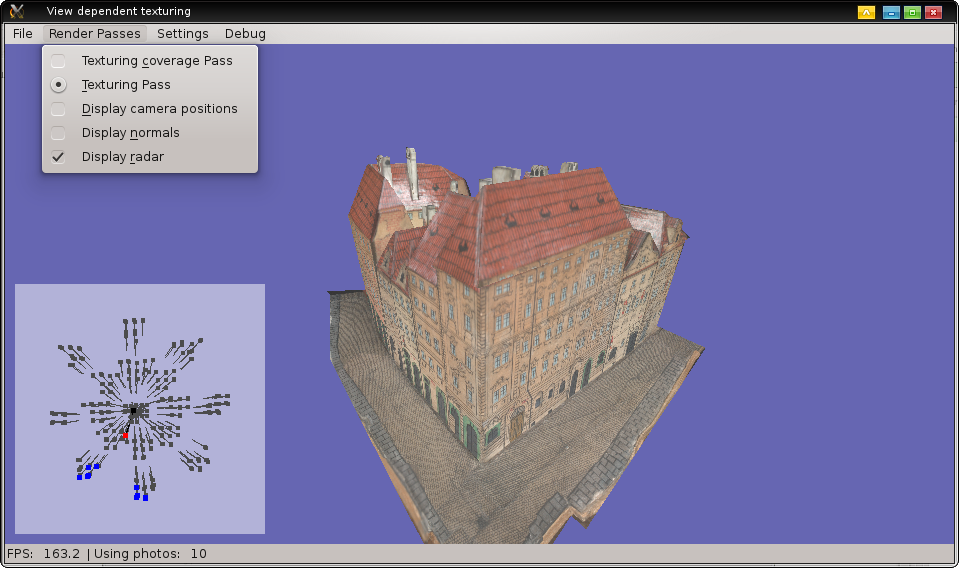 View dependent texturing
File Render Passes Settings Debug
Texturing coverage Pass
Texturing Pass
Display camera positions
Display normals
Display radar
FPS: 163.2 | Using photos: 10